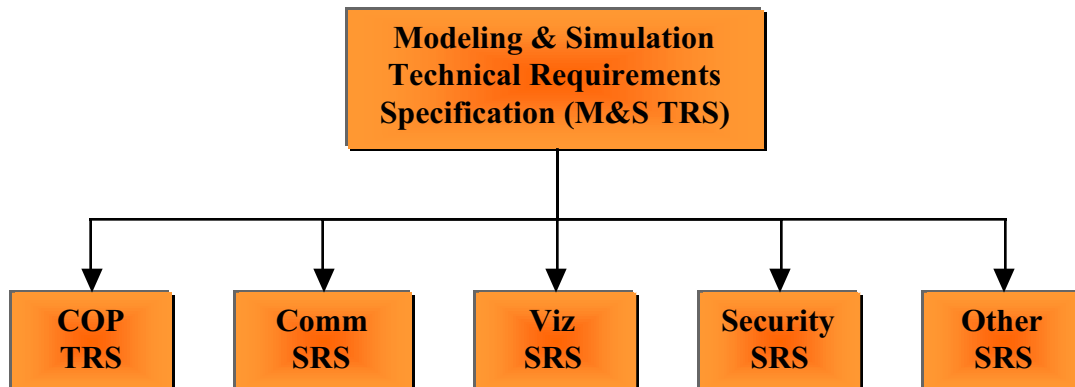 Modeling & Simulation
Technical Requirements
Specification (M&S TRS)
COP
TRS
Comm
SRS
Viz
SRS
Security
SRS
Other
SRS